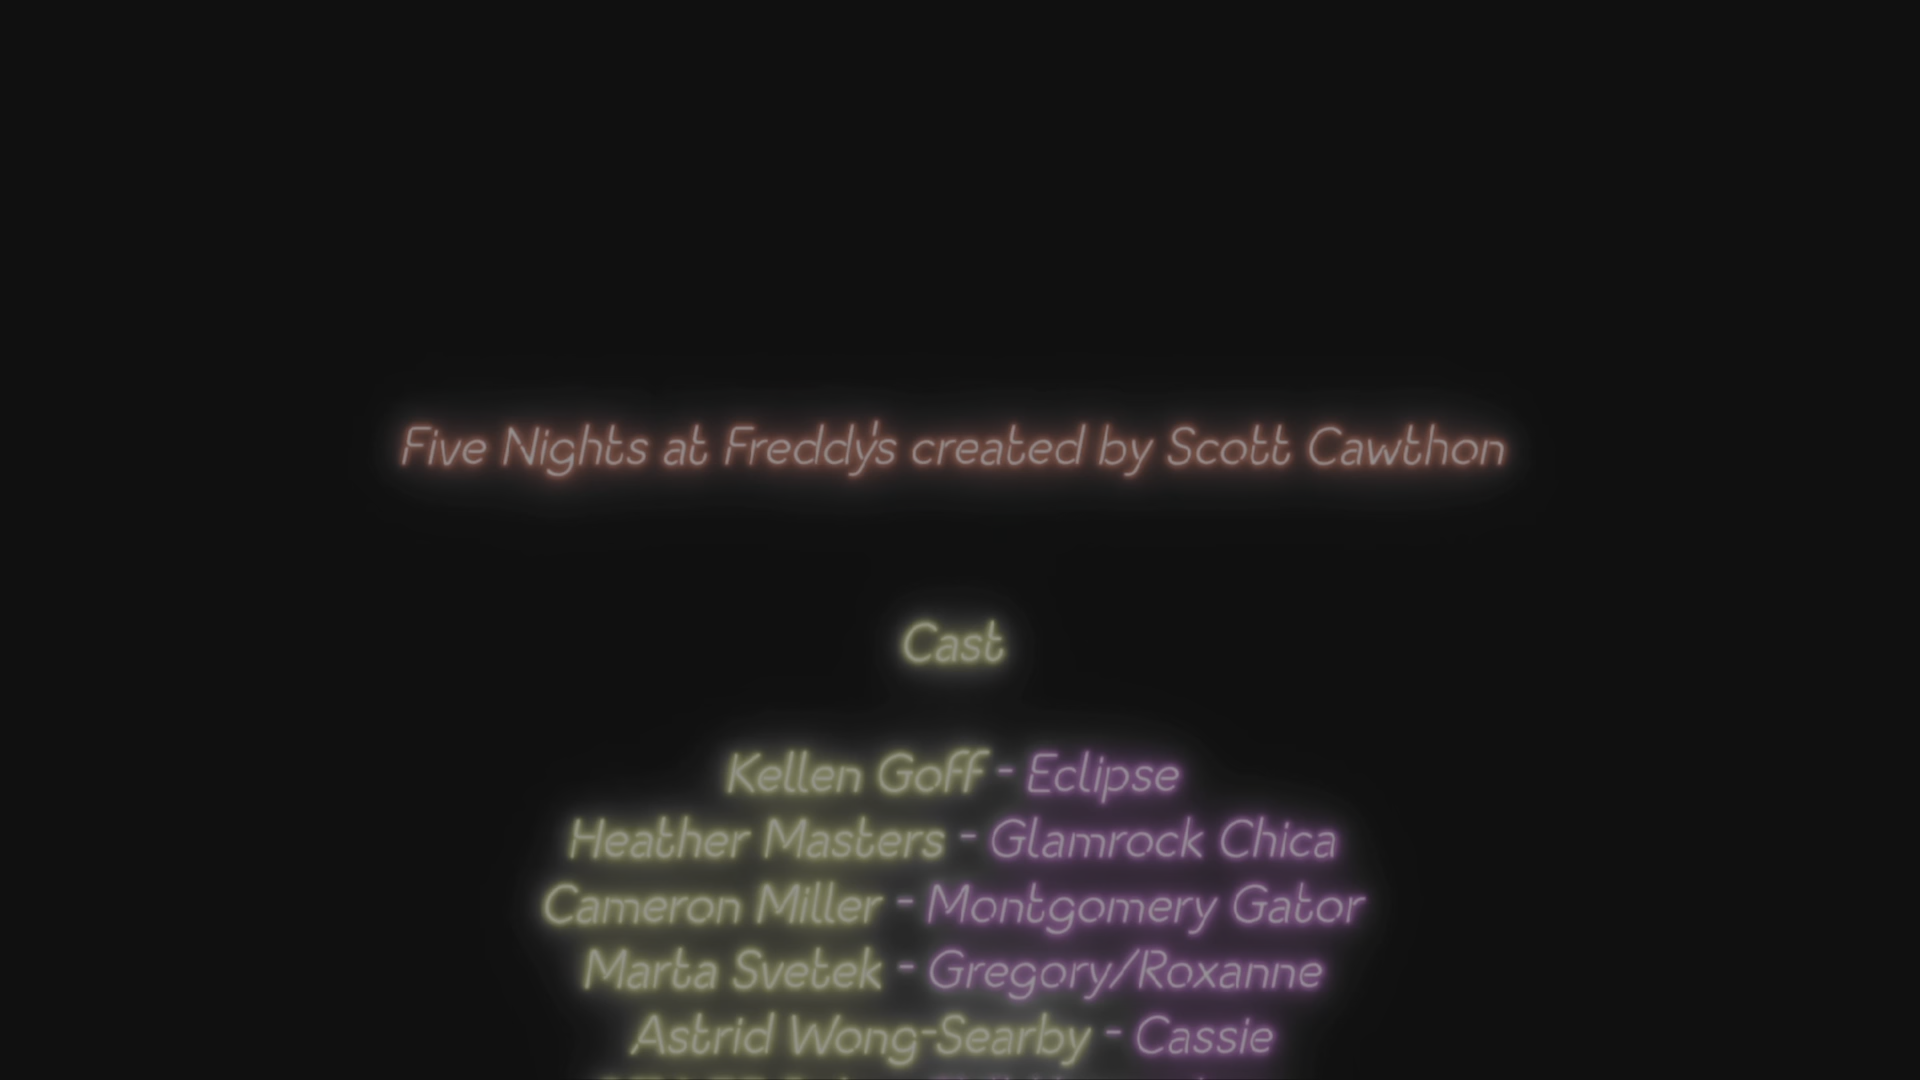 Five Nights at Freddy's created by Scott Cawthon
Cast
Kellen Goff - Eclipse
Heather Masters - Glamrock Chica
Cameron Miller - Montgomery Gator
Marta Svetek - Gregory/Roxanne
Astrid Wong-Searby - Cassie